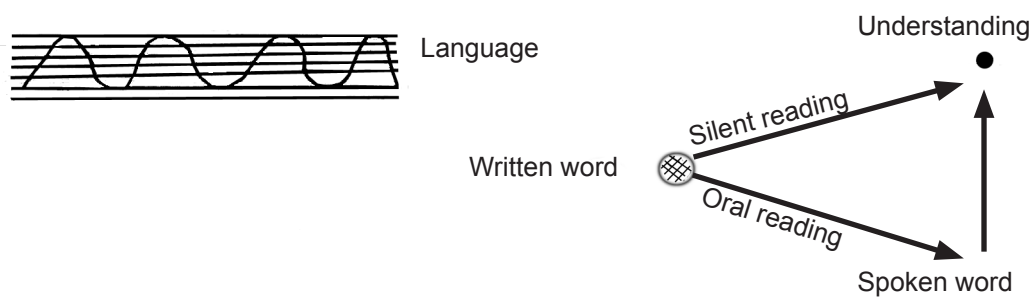 Language
Understanding
Silent reading
Written word
Oral reading
Spoken word